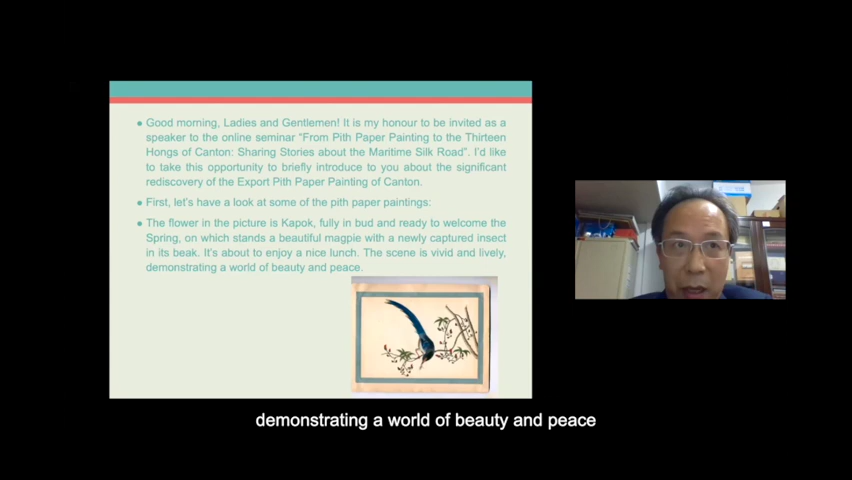 Good morning, Ladies and Gentlemen! It is my honour to be invited as a
speaker to the online seminar “From Pith Paper Painting to the Thirteen
Hongs of Canton: Sharing Stories about the Maritime Silk Road”. I’d like
to take this opportunity to briefly introduce to you about the significant
rediscovery of the Export Pith Paper Painting of Canton.
First, let’s have a look at some of the pith paper paintings:
The flower in the picture is Kapok, fully in bud and ready to welcome the
Spring, on which stands a beautiful magpie with a newly captured insect
in its beak. It’s about to enjoy a nice lunch. The scene is vivid and lively,
demonstrating a world of beauty and peace.
demonstrating a world of beauty and peace